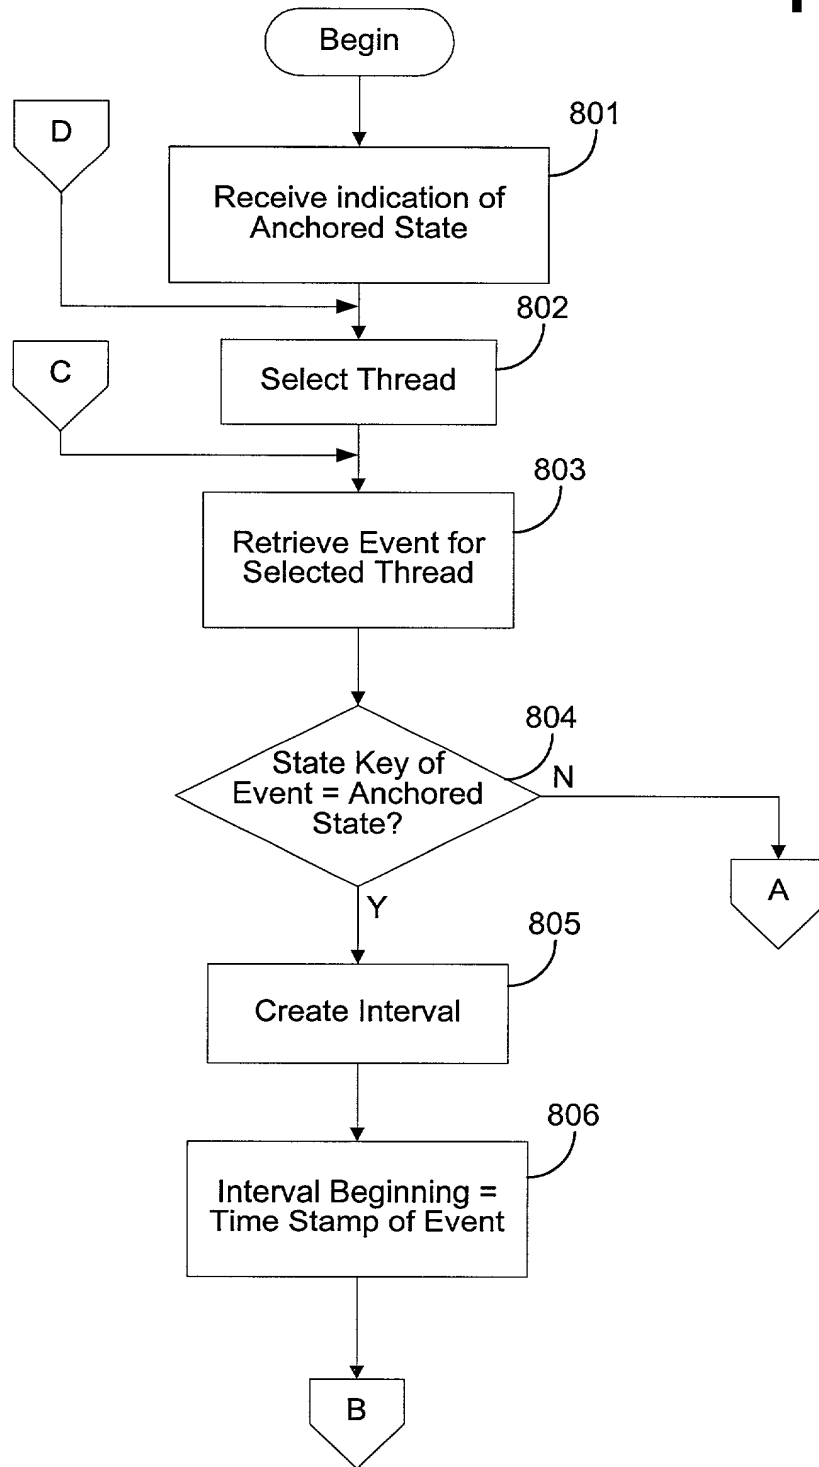 Begin
D
801
Receive indication of
Anchored State
802
C
Select Thread
803
Retrieve Event for
Selected Thread
804
State Key of
Event = Anchored
State?
N
A
Y
805
Create Interval
806
Interval Beginning =
Time Stamp of Event
B